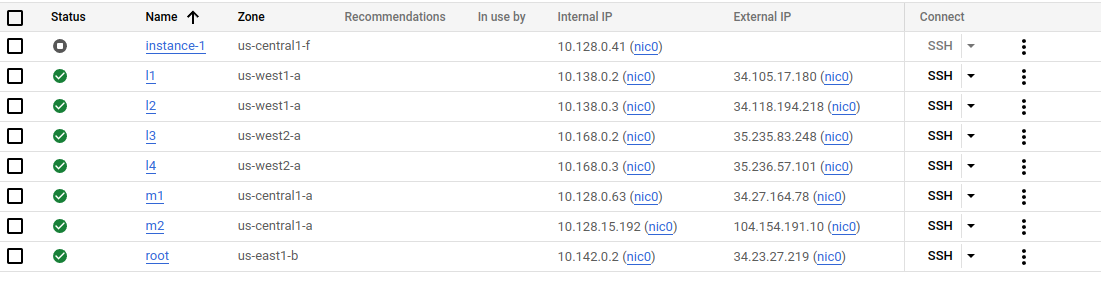 Status Name Zone Recommendations In use by Internal IP External IP Connect
instance-1 us-central1-f 10.128.0.41 (nic0) SSH
l1 us-west1-a 10.138.0.2 (nic0) 34.105.17.180 (nic0) SSH
l2 us-west1-a 10.138.0.3 (nic0) 34.118.194.218 (nic0) SSH
l3 us-west2-a 10.168.0.2 (nic0) 35.235.83.248 (nic0) SSH
l4 us-west2-a 10.168.0.3 (nic0) 35.236.57.101 (nic0) SSH
m1 us-central1-a 10.128.0.63 (nic0) 34.27.164.78 (nic0) SSH
m2 us-central1-a 10.128.15.192 (nic0) 104.154.191.10 (nic0) SSH
root us-east1-b 10.142.0.2 (nic0) 34.23.27.219 (nic0) SSH